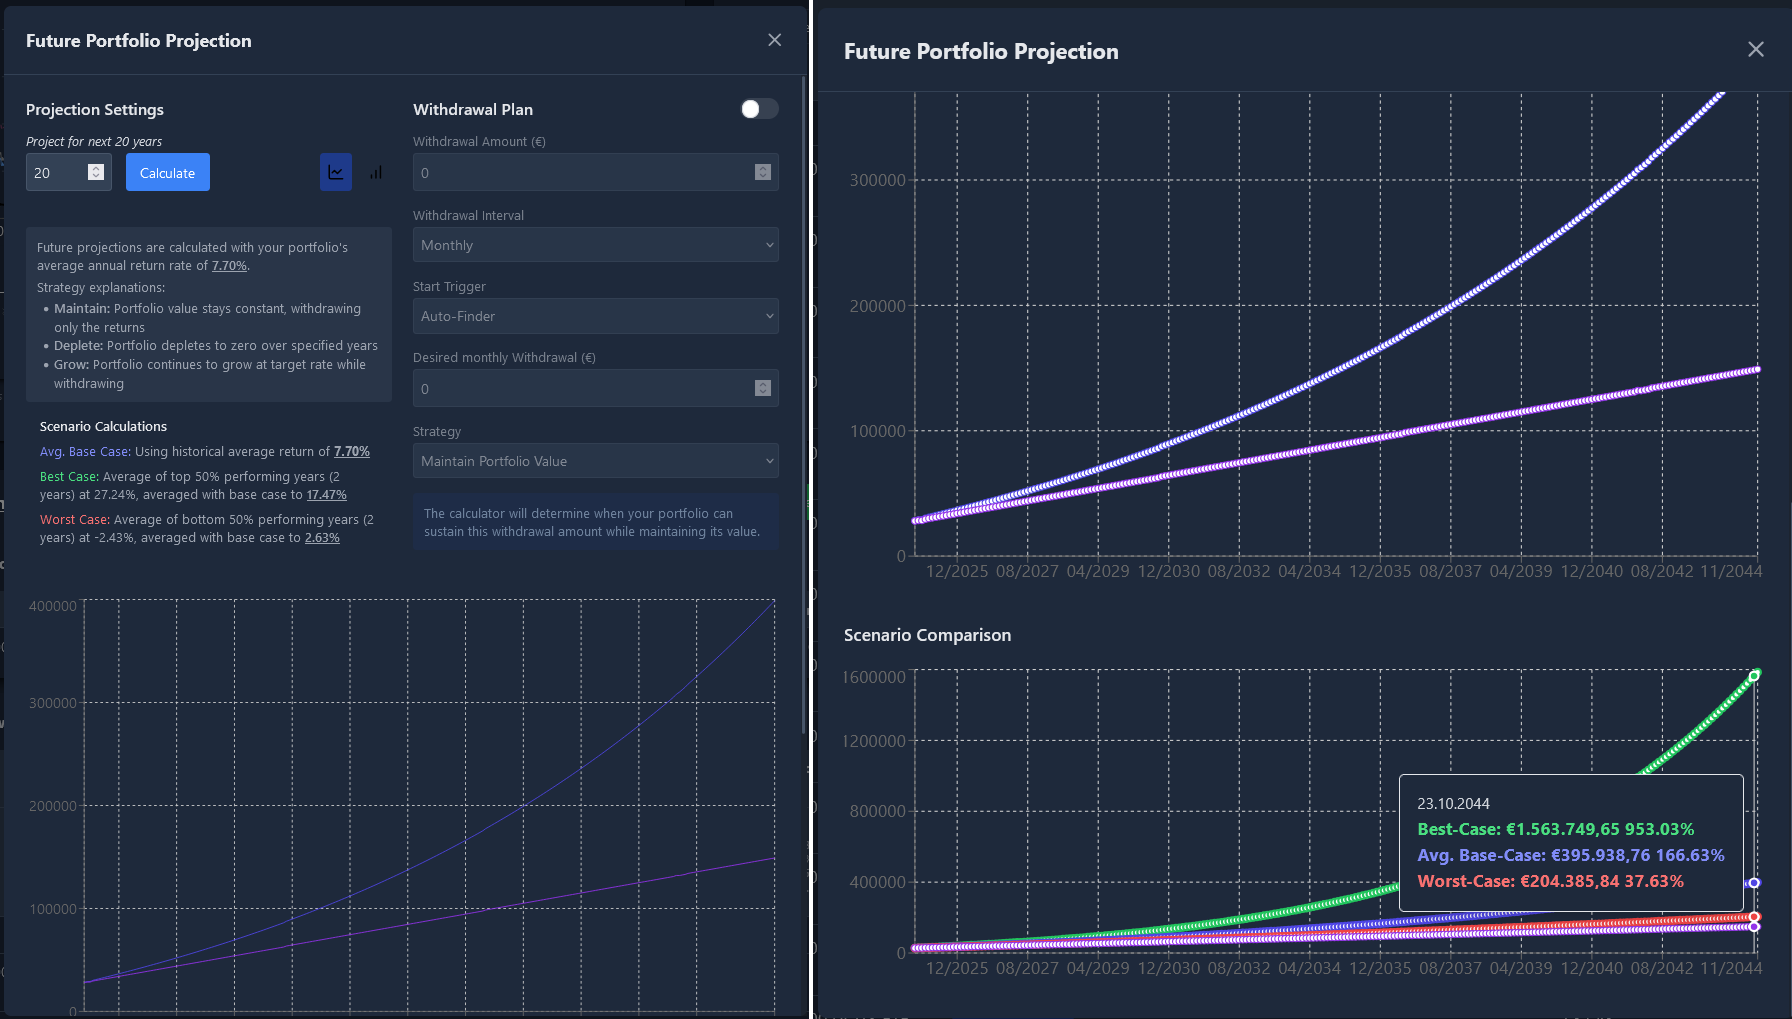 Future Portfolio Projection
Projection Settings
Project for next 20 years
20
Calculate
Future projections are calculated with your portfolio's
average annual return rate of 7.70%.
Strategy explanations:
• Maintain: Portfolio value stays constant, withdrawing
only the returns
• Deplete: Portfolio depletes to zero over specified years
• Grow: Portfolio continues to grow at target rate while
withdrawing
Scenario Calculations
Avg. Base Case: Using historical average return of 7.70%
Best Case: Average of top 50% performing years (2
years) at 27.24%, averaged with base case to 17.47%
Worst Case: Average of bottom 50% performing years (2
years) at -2.43%, averaged with base case to 2.63%
Withdrawal Plan
Withdrawal Amount (€)
0
Withdrawal Interval
Monthly
Start Trigger
Auto-Finder
Desired monthly Withdrawal (€)
0
Strategy
Maintain Portfolio Value
The calculator will determine when your portfolio can
sustain this withdrawal amount while maintaining its value.
400000
300000
200000
100000
0
Future Portfolio Projection
300000
200000
100000
0
12/2025 08/2027 04/2029 12/2030 08/2032 04/2034 12/2035 08/2037 04/2039 12/2040 08/2042 11/2044
Scenario Comparison
1600000
1200000
800000
400000
0
23.10.2044
Best-Case: €1.563.749,65 953.03%
Avg. Base-Case: €395.938,76 166.63%
Worst-Case: €204.385,84 37.63%
12/2025 08/2027 04/2029 12/2030 08/2032 04/2034 12/2035 08/2037 04/2039 12/2040 08/2042 11/2044